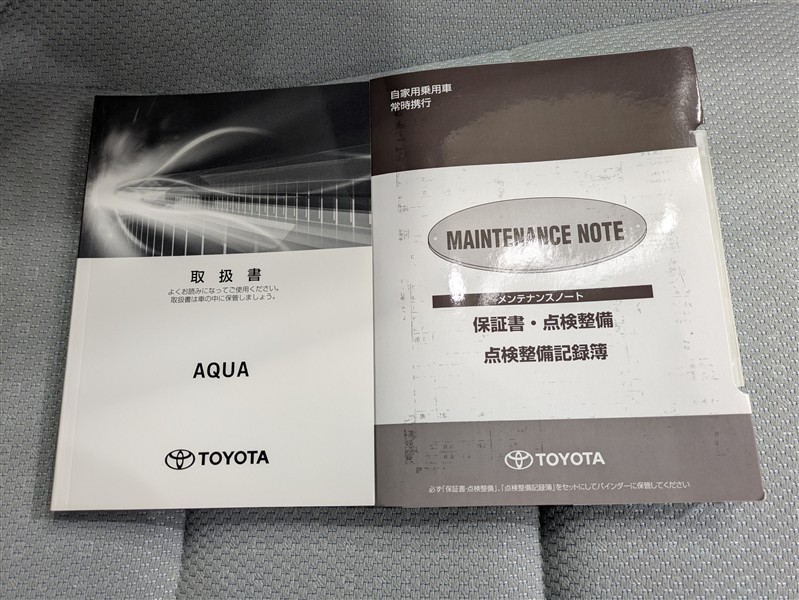 取扱書
よくお読みになってご使用ください。
取扱書は車の中に保管しましょう。
AQUA
TOYOTA
自家用乗用車
常時携行
MAINTENANCE NOTE
メンテナンスノート
保証書・点検整備
点検整備記録簿
TOYOTA
必ず「保証書・点検整備」、「点検整備記録簿」をセットにしてバインダーに保管してください